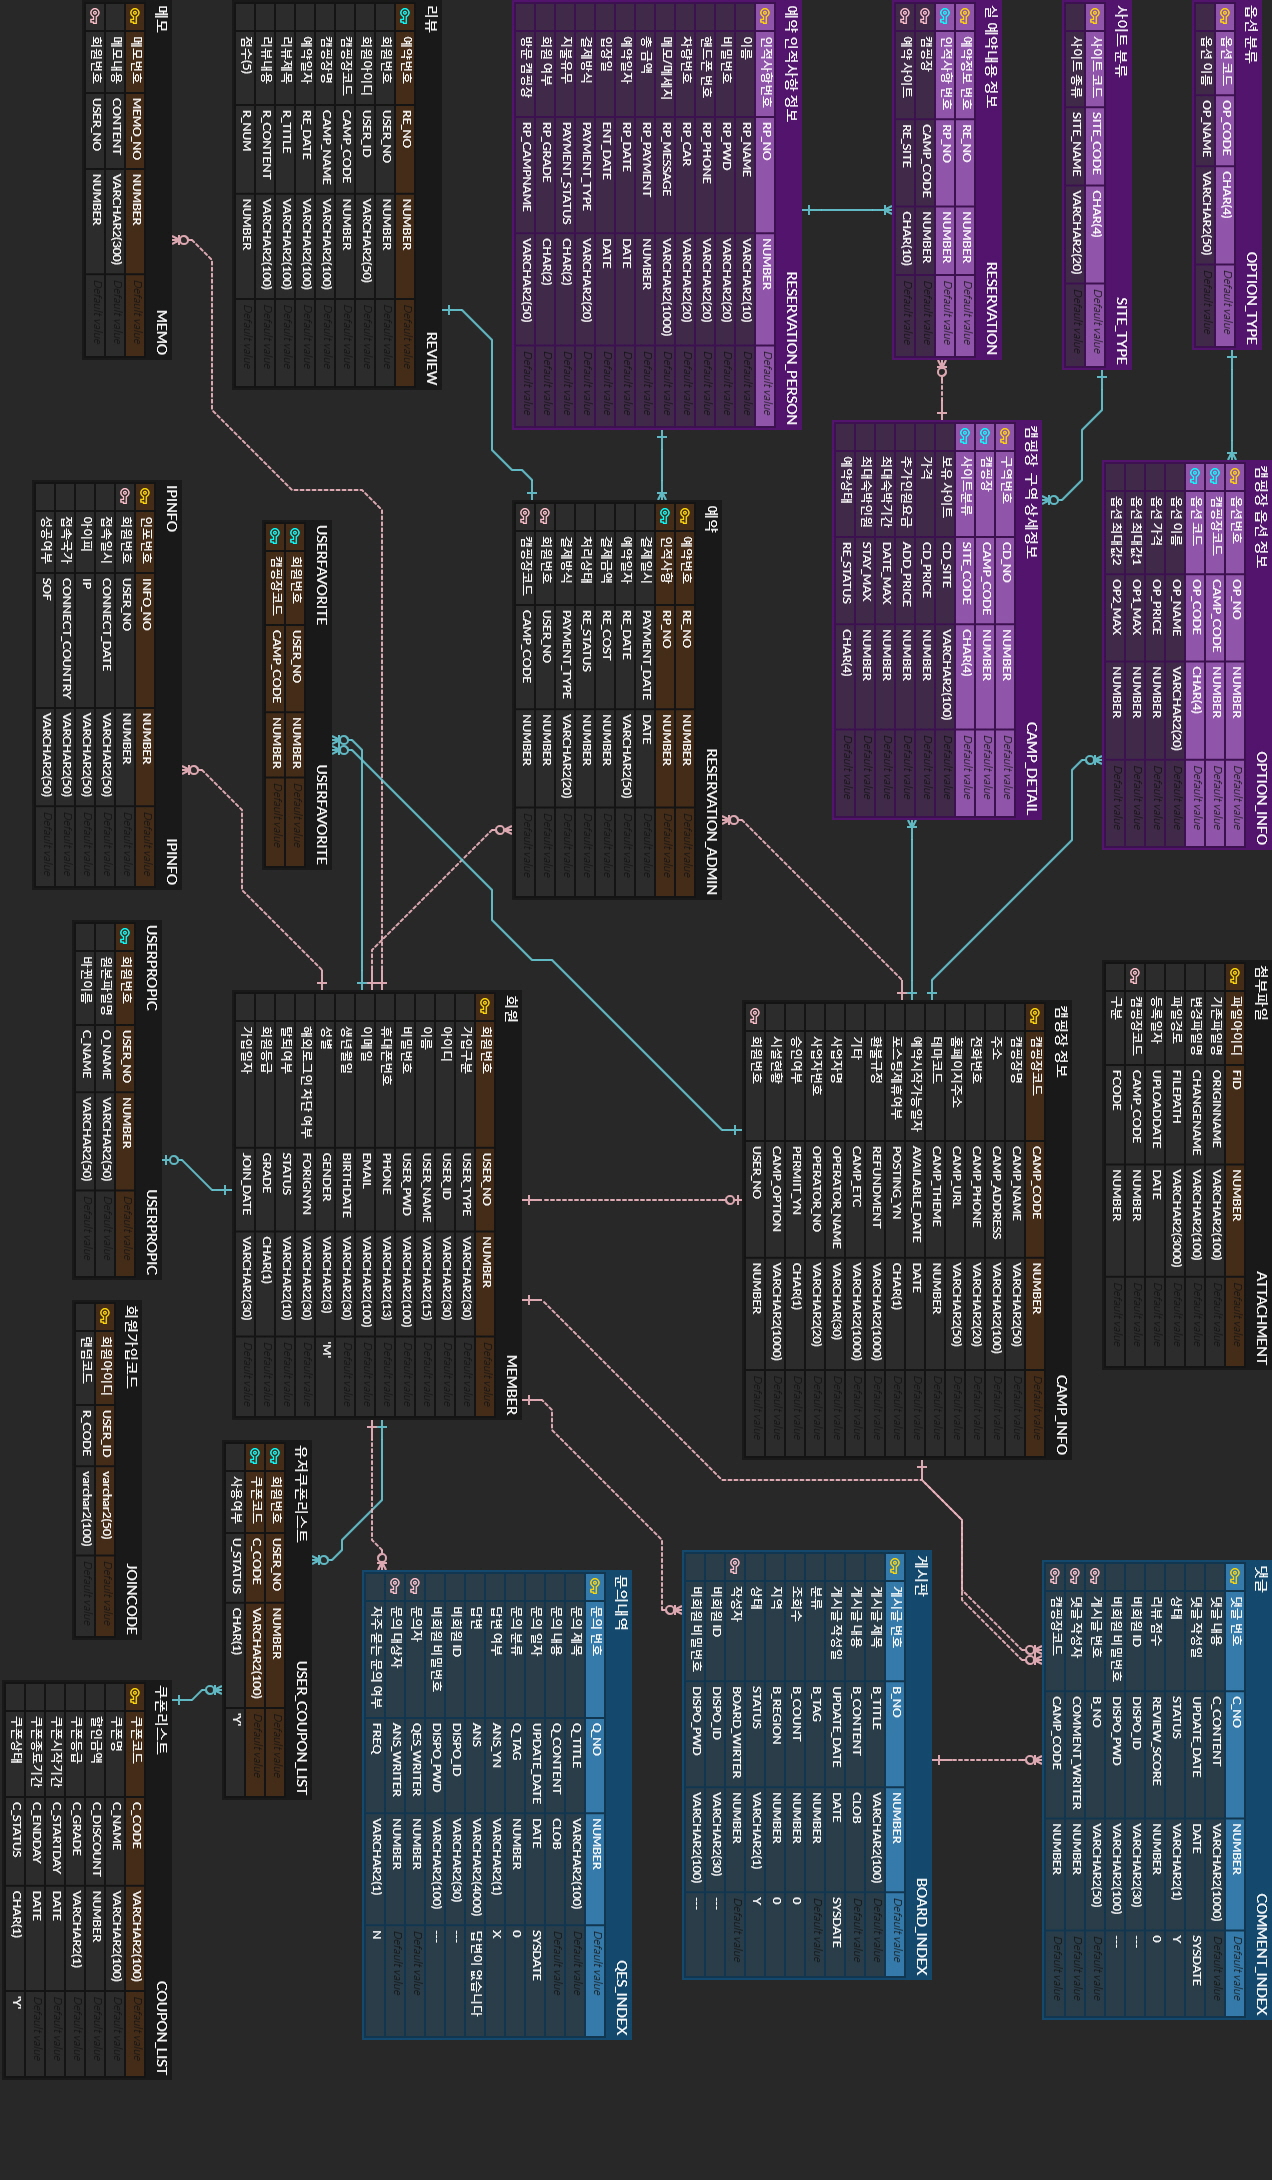 옵션 분류 OPTION_TYPE
옵션 코드 OP_CODE CHAR(4) Default value
옵션 이름 OP_NAME VARCHAR2(50) Default value
사이트 분류 SITE_TYPE
사이트코드 SITE_CODE CHAR(4) Default value
사이트 종류 SITE_NAME VARCHAR2(20) Default value
실 예약내용 정보 RESERVATION
예약정보 번호 RE_NO NUMBER Default value
인적사항 번호 RP_NO NUMBER Default value
캠핑장 CAMP_CODE NUMBER Default value
예약 사이트 RE_SITE CHAR(10) Default value
예약 인적사항 정보 RESERVATION_PERSON
인적사항번호 RP_NO NUMBER Default value
이름 RP_NAME VARCHAR2(10) Default value
비밀번호 RP_PWD VARCHAR2(20) Default value
핸드폰 번호 RP_PHONE VARCHAR2(20) Default value
차량번호 RP_CAR VARCHAR2(20) Default value
메모/메세지 RP_MESSAGE VARCHAR2(1000) Default value
총 금액 RP_PAYMENT NUMBER Default value
예약일자 RP_DATE DATE Default value
입장일 ENT_DATE DATE Default value
결제방식 PAYMENT_TYPE VARCHAR2(20) Default value
지불유무 PAYMENT_STATUS CHAR(2) Default value
회원 여부 RP_GRADE CHAR(2) Default value
방문 캠핑장 RP_CAMPNAME VARCHAR2(50) Default value
리뷰 REVIEW
예약번호 RE_NO NUMBER Default value
회원번호 USER_NO NUMBER Default value
회원아이디 USER_ID VARCHAR2(50) Default value
캠핑장코드 CAMP_CODE NUMBER Default value
캠핑장명 CAMP_NAME VARCHAR2(100) Default value
예약일자 RE_DATE VARCHAR2(100) Default value
리뷰제목 R_TITLE VARCHAR2(100) Default value
리뷰내용 R_CONTENT VARCHAR2(100) Default value
점수(5) R_NUM NUMBER Default value
메모 MEMO
메모번호 MEMO_NO NUMBER Default value
메모내용 CONTENT VARCHAR2(300) Default value
회원번호 USER_NO NUMBER Default value
캠핑장 옵션 정보 OPTION_INFO
옵션번호 OP_NO NUMBER Default value
캠핑장코드 CAMP_CODE NUMBER Default value
옵션 코드 OP_CODE CHAR(4) Default value
옵션 이름 OP_NAME VARCHAR2(20) Default value
옵션 가격 OP_PRICE NUMBER Default value
옵션 최대값1 OP1_MAX NUMBER Default value
옵션 최대값2 OP2_MAX NUMBER Default value
캠핑장 구역 상세정보 CAMP_DETAIL
구역번호 CD_NO NUMBER Default value
캠핑장 CAMP_CODE NUMBER Default value
사이트분류 SITE_CODE CHAR(4) Default value
보유 사이트 CD_SITE VARCHAR2(100) Default value
가격 CD_PRICE NUMBER Default value
추가인원요금 ADD_PRICE NUMBER Default value
최대숙박기간 DATE_MAX NUMBER Default value
최대숙박인원 STAY_MAX NUMBER Default value
예약상태 RE_STATUS CHAR(4) Default value
예약 RESERVATION_ADMIN
예약번호 RE_NO NUMBER Default value
인적사항 RP_NO NUMBER Default value
결제일시 PAYMENT_DATE DATE Default value
예약일자 RE_DATE VARCHAR2(50) Default value
결제금액 RE_COST NUMBER Default value
처리상태 RE_STATUS NUMBER Default value
결제방식 PAYMENT_TYPE VARCHAR2(20) Default value
회원번호 USER_NO NUMBER Default value
캠핑장코드 CAMP_CODE NUMBER Default value
USERFAVORITE USERFAVORITE
회원번호 USER_NO NUMBER Default value
캠핑장코드 CAMP_CODE NUMBER Default value
IPINFO IPINFO
인포번호 INFO_NO NUMBER Default value
회원번호 USER_NO NUMBER Default value
접속일시 CONNECT_DATE VARCHAR2(50) Default value
아이피 IP VARCHAR2(50) Default value
접속국가 CONNECT_COUNTRY VARCHAR2(50) Default value
성공여부 SOF VARCHAR2(50) Default value
첨부파일 ATTACHMENT
파일아이디 FID NUMBER Default value
기존파일명 ORIGINNAME VARCHAR2(100) Default value
변경파일명 CHANGENAME VARCHAR2(100) Default value
파일경로 FILEPATH VARCHAR2(3000) Default value
등록일자 UPLOADDATE DATE Default value
캠핑장코드 CAMP_CODE NUMBER Default value
구분 FCODE NUMBER Default value
캠핑장 정보 CAMP_INFO
캠핑장코드 CAMP_CODE NUMBER Default value
캠핑장명 CAMP_NAME VARCHAR2(50) Default value
주소 CAMP_ADDRESS VARCHAR2(100) Default value
전화번호 CAMP_PHONE VARCHAR2(20) Default value
홈페이지주소 CAMP_URL VARCHAR2(50) Default value
테마코드 CAMP_THEME NUMBER Default value
예약시작가능일자 AVAILABLE_DATE DATE Default value
포스팅제휴여부 POSTING_YN CHAR(1) Default value
환불규정 REFUNDMENT VARCHAR2(1000) Default value
기타 CAMP_ETC VARCHAR2(1000) Default value
사업자명 OPERATOR_NAME VARCHAR(30) Default value
사업자번호 OPERATOR_NO VARCHAR2(20) Default value
승인여부 PERMIT_YN CHAR(1) Default value
시설현황 CAMP_OPTION VARCHAR2(1000) Default value
회원번호 USER_NO NUMBER Default value
회원 MEMBER
회원번호 USER_NO NUMBER Default value
가입구분 USER_TYPE VARCHAR2(30) Default value
아이디 USER_ID VARCHAR2(30) Default value
이름 USER_NAME VARCHAR2(15) Default value
비밀번호 USER_PWD VARCHAR2(100) Default value
휴대폰번호 PHONE VARCHAR2(13) Default value
이메일 EMAIL VARCHAR2(100) Default value
생년월일 BIRTHDATE VARCHAR2(30) Default value
성별 GENDER VARCHAR2(3) 'M'
해외로그인 차단 여부 FORIGNYN VARCHAR2(30) Default value
탈퇴여부 STATUS VARCHAR2(10) Default value
회원등급 GRADE CHAR(1) Default value
가입일자 JOIN_DATE VARCHAR2(30) Default value
USERPROPIC USERPROPIC
회원번호 USER_NO NUMBER Default value
원본파일명 O_NAME VARCHAR2(50) Default value
바뀐이름 C_NAME VARCHAR2(50) Default value
회원가입코드 JOINCODE
회원아이디 USER_ID varchar2(50) Default value
랜덤코드 R_CODE varchar2(100) Default value
유저쿠폰리스트 USER_COUPON_LIST
회원번호 USER_NO NUMBER Default value
쿠폰코드 C_CODE VARCHAR2(100) Default value
사용여부 U_STATUS CHAR(1) 'Y'
쿠폰리스트 COUPON_LIST
쿠폰코드 C_CODE VARCHAR2(100) Default value
쿠폰명 C_NAME VARCHAR2(100) Default value
할인금액 C_DISCOUNT NUMBER Default value
쿠폰등급 C_GRADE VARCHAR2(1) Default value
쿠폰시작기간 C_STARTDAY DATE Default value
쿠폰종료기간 C_ENDDAY DATE Default value
쿠폰상태 C_STATUS CHAR(1) 'Y'
댓글 COMMENT_INDEX
댓글 번호 C_NO NUMBER Default value
댓글 내용 C_CONTENT VARCHAR2(1000) Default value
댓글 작성일 UPDATE_DATE DATE SYSDATE
상태 STATUS VARCHAR2(1) Y
리뷰 점수 REVIEW_SCORE NUMBER 0
비회원 ID DISPO_ID VARCHAR2(30) ---
비회원 비밀번호 DISPO_PWD VARCHAR2(100) ---
게시글 번호 B_NO VARCHAR2(50) Default value
댓글 작성자 COMMENT_WRITER NUMBER Default value
캠핑장코드 CAMP_CODE NUMBER Default value
게시판 BOARD_INDEX
게시글 번호 B_NO NUMBER Default value
게시글 제목 B_TITLE VARCHAR2(100) Default value
게시글 내용 B_CONTENT CLOB Default value
게시글 작성일 UPDATE_DATE DATE SYSDATE
분류 B_TAG NUMBER Default value
조회수 B_COUNT NUMBER 0
지역 B_REGION NUMBER 0
상태 STATUS VARCHAR2(1) Y
작성자 BOARD_WIRTER NUMBER Default value
비회원 ID DISPO_ID VARCHAR2(30) ---
비회원 비밀번호 DISPO_PWD VARCHAR2(100) ---
문의내역 QES_INDEX
문의 번호 Q_NO NUMBER Default value
문의 제목 Q_TITLE VARCHAR2(100) Default value
문의 내용 Q_CONTENT CLOB Default value
문의 일자 UPDATE_DATE DATE SYSDATE
문의 분류 Q_TAG NUMBER 0
답변 여부 ANS_YN VARCHAR2(1) X
답변 ANS VARCHAR2(4000) 답변이 없습니다
비회원 ID DISPO_ID VARCHAR2(30) ---
비회원 비밀번호 DISPO_PWD VARCHAR2(100) ---
문의자 QES_WRITER NUMBER Default value
문의 대상자 ANS_WRITER NUMBER Default value
자주 묻는 문의 여부 FREQ VARCHAR2(1) N